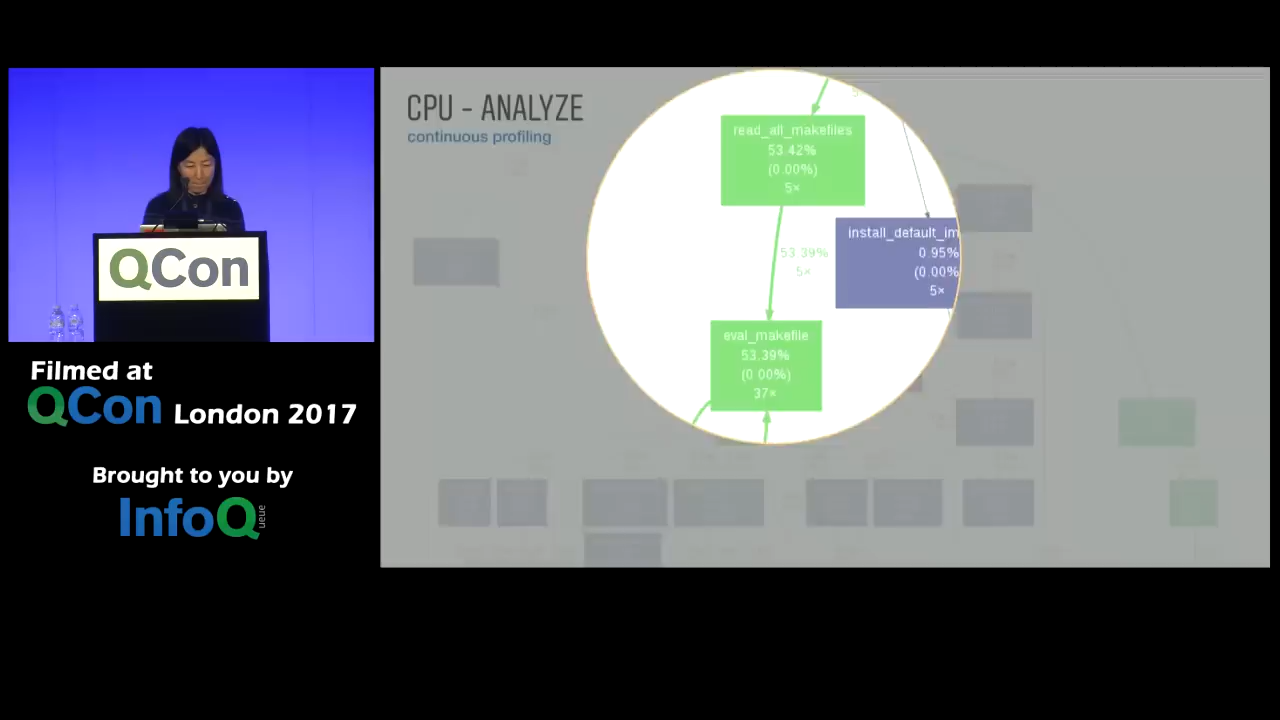 CPU - ANALYZE
continuous profiling
read_all_makefiles
53.42%
(0.00%)
5×
53.39%
5×
install_default_im
0.95%
(0.00%
5×
eval_makefile
53.39%
(0.00%)
37×
QCon
Filmed at
QCon London 2017
Brought to you by
InfoQueue